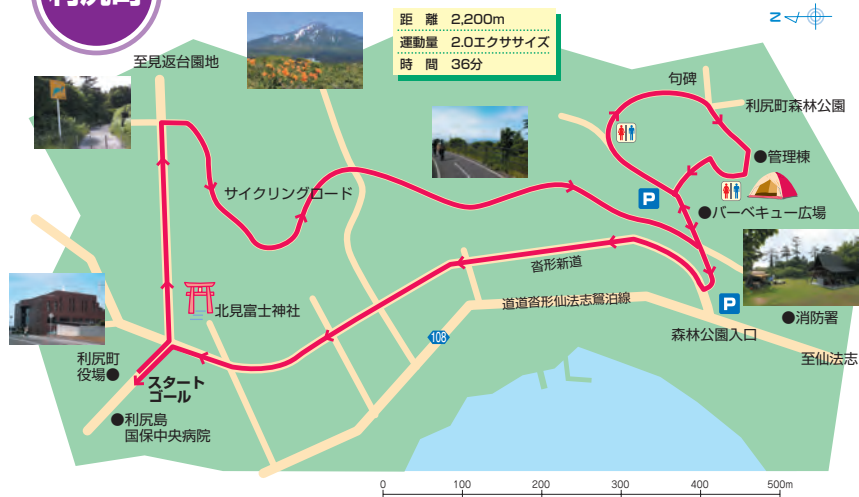 利尻町
距　離　2,200m
運動量　2.0エクササイズ
時　間　36分
N
至見返台園地
句碑
利尻町森林公園
●管理棟
サイクリングロード
P
●バーベキュー広場
沓形新道
北見富士神社
道道沓形仙法志鴛泊線
P
●消防署
108
森林公園入口
至仙法志
利尻町
役場●
スタート
ゴール
●利尻島
国保中央病院
0 100 200 300 400 500m